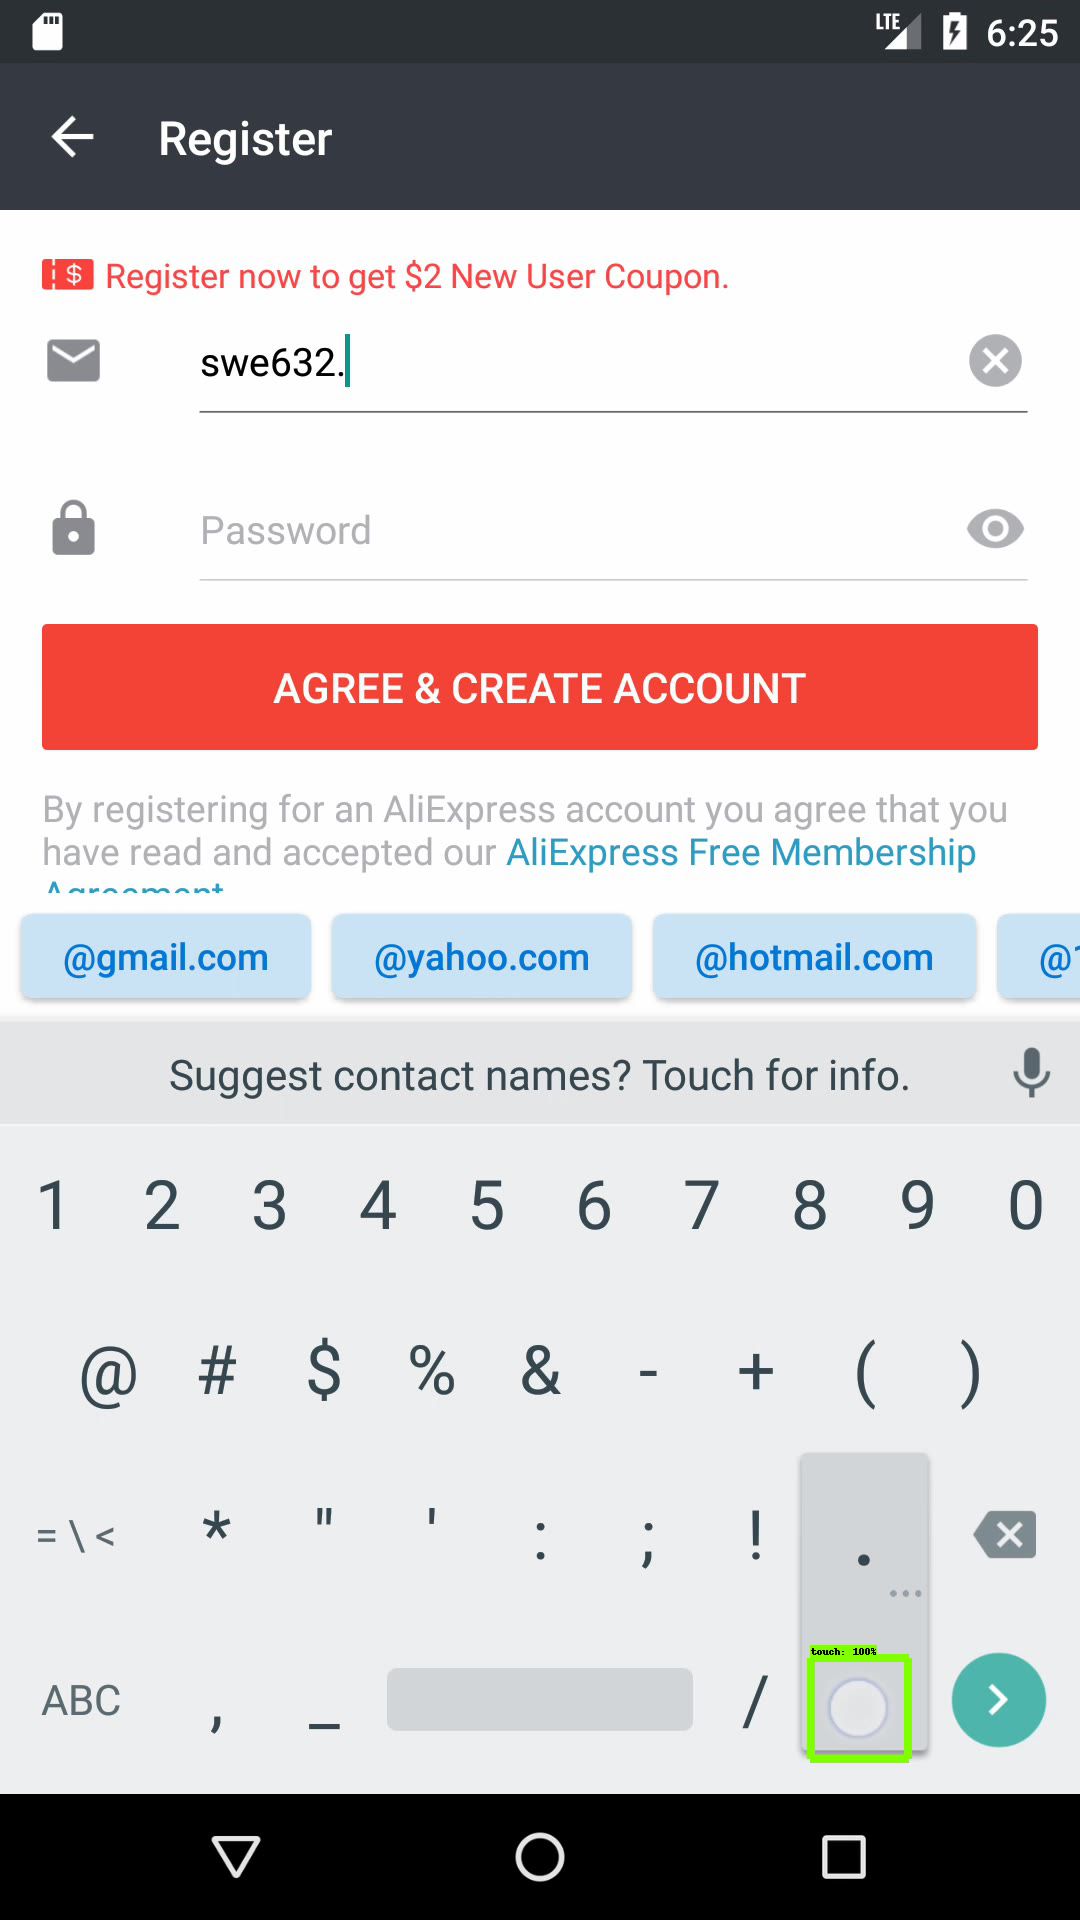 LTE 6:25
Register
$ Register now to get $2 New User Coupon.
swe632.
Password
AGREE & CREATE ACCOUNT
By registering for an AliExpress account you agree that you
have read and accepted our AliExpress Free Membership
Agreement
@gmail.com @yahoo.com @hotmail.com @1
Suggest contact names? Touch for info.
1 2 3 4 5 6 7 8 9 0
@ # $ % & - + ( )
= \ < * " ' : ; ! .
touch: 100%
ABC , _ /